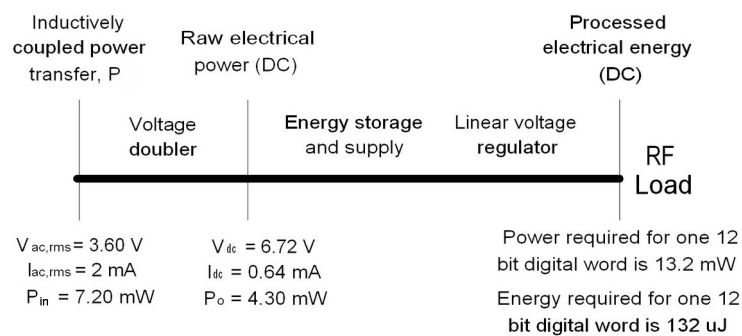 Inductively
coupled power
transfer, P
Raw electrical
power (DC)
Processed
electrical energy
(DC)
Voltage
doubler
Energy storage
and supply
Linear voltage
regulator
RF
Load
Vac,rms = 3.60 V
Iac,rms = 2 mA
Pin = 7.20 mW
Vdc = 6.72 V
Idc = 0.64 mA
Po = 4.30 mW
Power required for one 12
bit digital word is 13.2 mW
Energy required for one 12
bit digital word is 132 uJ